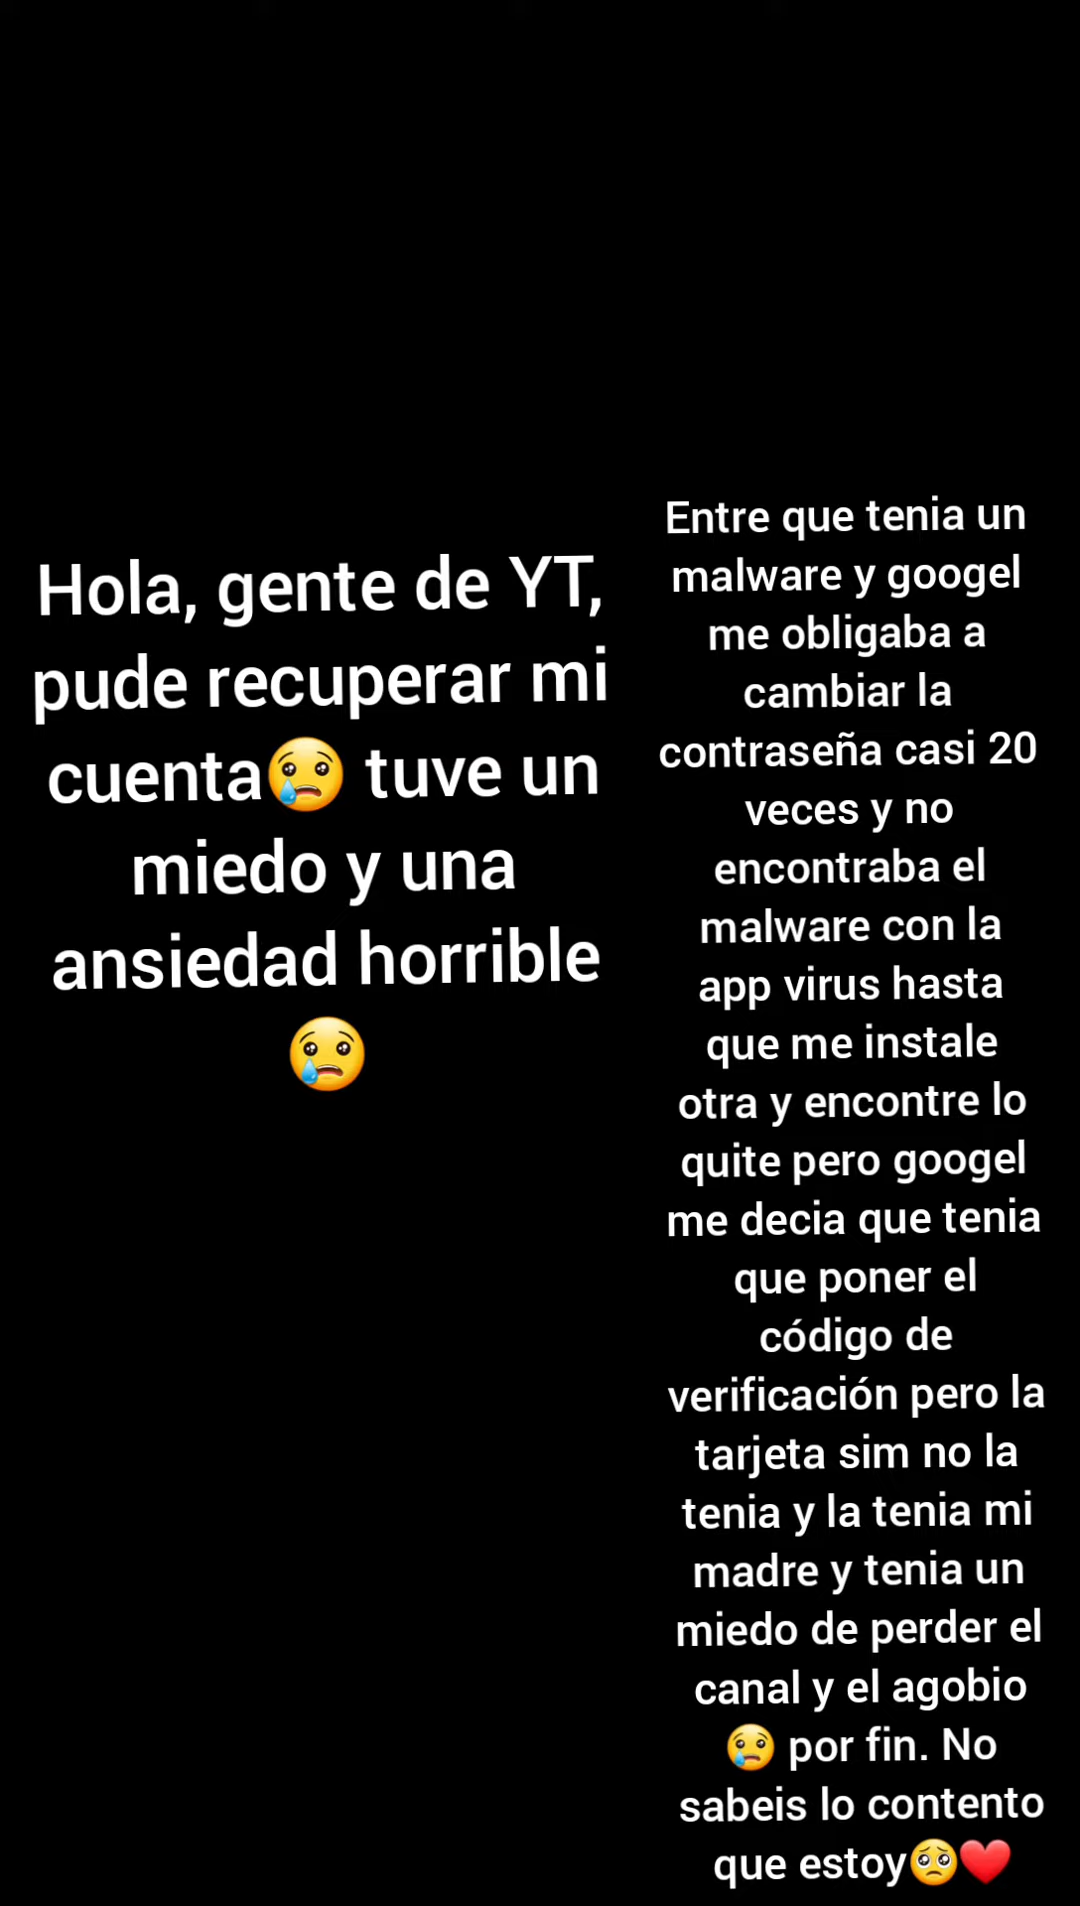 Hola, gente de YT,
pude recuperar mi
cuenta😢 tuve un
miedo y una
ansiedad horrible
😢
Entre que tenia un
malware y googel
me obligaba a
cambiar la
contraseña casi 20
veces y no
encontraba el
malware con la
app virus hasta
que me instale
otra y encontre lo
quite pero googel
me decia que tenia
que poner el
código de
verificación pero la
tarjeta sim no la
tenia y la tenia mi
madre y tenia un
miedo de perder el
canal y el agobio
😢 por fin. No
sabeis lo contento
que estoy🥺❤️